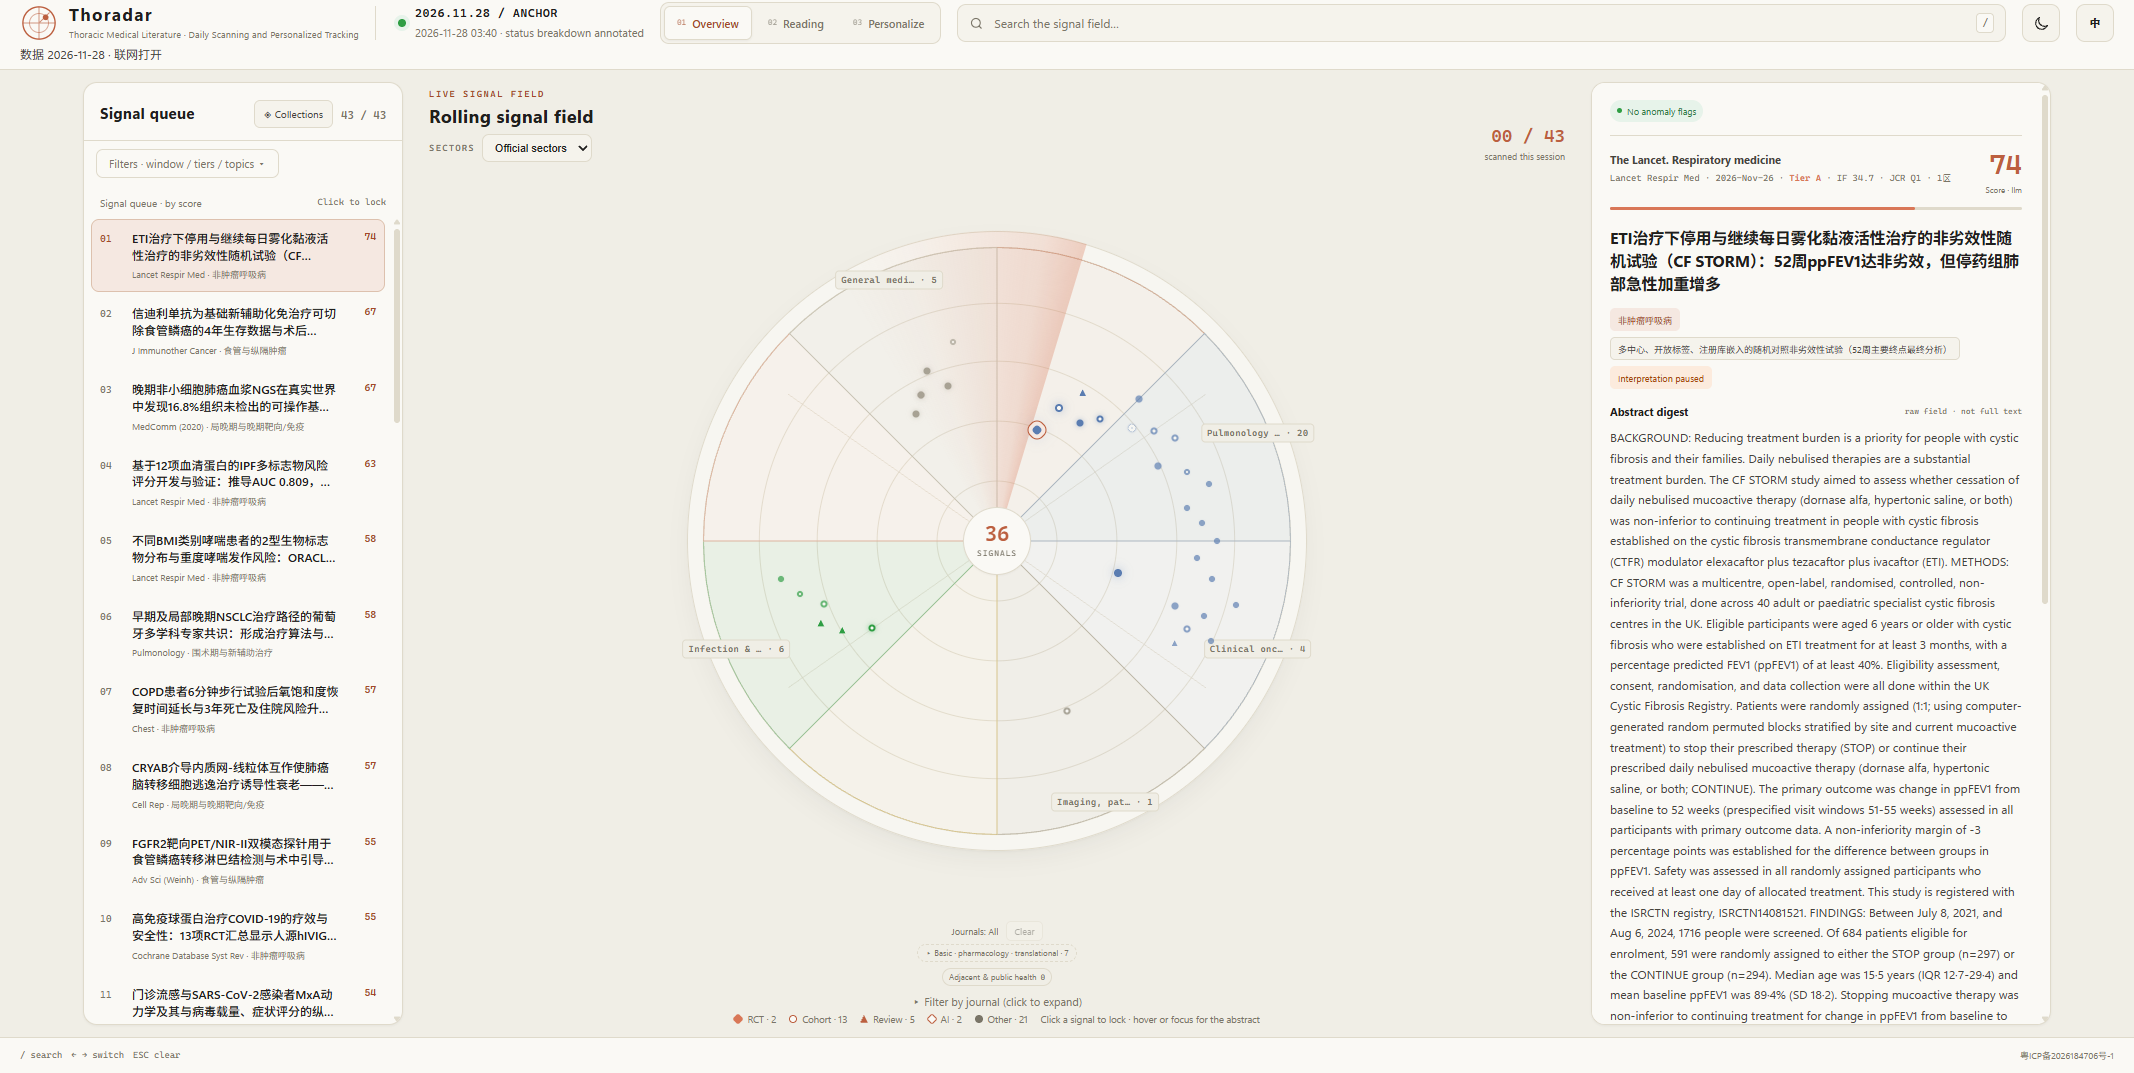 Thoradar
Thoracic Medical Literature · Daily Scanning and Personalized Tracking
数据 2026-11-28 · 联网打开
2026.11.28 / ANCHOR
2026-11-28 03:40 · status breakdown annotated
01 Overview
02 Reading
03 Personalize
Search the signal field...
/
中
Signal queue
Collections
43 / 43
Filters · window / tiers / topics
Signal queue · by score
Click to lock
01
ETI治疗下停用与继续每日雾化黏液活
性治疗的非劣效性随机试验（CF...
74
Lancet Respir Med · 非肿瘤呼吸病
02
信迪利单抗为基础新辅助化免治疗可切
除食管鳞癌的4年生存数据与术后...
67
J Immunother Cancer · 食管与纵隔肿瘤
03
晚期非小细胞肺癌血浆NGS在真实世界
中发现16.8%组织未检出的可操作基...
67
MedComm (2020) · 局晚期与晚期靶向/免疫
04
基于12项血清蛋白的IPF多标志物风险
评分开发与验证：推导AUC 0.809，...
63
Lancet Respir Med · 非肿瘤呼吸病
05
不同BMI类别哮喘患者的2型生物标志
物分布与重度哮喘发作风险：ORACL...
58
Lancet Respir Med · 非肿瘤呼吸病
06
早期及局部晚期NSCLC治疗路径的葡萄
牙多学科专家共识：形成治疗算法与...
58
Pulmonology · 围术期与新辅助治疗
07
COPD患者6分钟步行试验后氧饱和度恢
复时间延长与3年死亡及住院风险升...
57
Chest · 非肿瘤呼吸病
08
CRYAB介导内质网-线粒体互作使肺癌
脑转移细胞逃逸治疗诱导性衰老——...
57
Cell Rep · 局晚期与晚期靶向/免疫
09
FGFR2靶向PET/NIR-II双模态探针用于
食管鳞癌转移淋巴结检测与术中引导...
55
Adv Sci (Weinh) · 食管与纵隔肿瘤
10
高免疫球蛋白治疗COVID-19的疗效与
安全性：13项RCT汇总显示人源hIVIG...
55
Cochrane Database Syst Rev · 非肿瘤呼吸病
11
门诊流感与SARS-CoV-2感染者MxA动
力学及其与病毒载量、症状评分的纵...
54
LIVE SIGNAL FIELD
Rolling signal field
SECTORS
Official sectors
00 / 43
scanned this session
General medi… · 5
Pulmonology … · 20
36
SIGNALS
Infection & … · 6
Clinical onc… · 4
Imaging, pat… · 1
Journals: All
Clear
Basic · pharmacology · translational · 7
Adjacent & public health 0
Filter by journal (click to expand)
RCT · 2
Cohort · 13
Review · 5
AI · 2
Other · 21
Click a signal to lock · hover or focus for the abstract
No anomaly flags
The Lancet. Respiratory medicine
Lancet Respir Med · 2026-Nov-26 · Tier A · IF 34.7 · JCR Q1 · 1区
74
Score · llm
ETI治疗下停用与继续每日雾化黏液活性治疗的非劣效性随
机试验（CF STORM）：52周ppFEV1达非劣效，但停药组肺
部急性加重增多
非肿瘤呼吸病
多中心、开放标签、注册库嵌入的随机对照非劣效性试验（52周主要终点最终分析）
Interpretation paused
Abstract digest
raw field · not full text
BACKGROUND: Reducing treatment burden is a priority for people with cystic
fibrosis and their families. Daily nebulised therapies are a substantial
treatment burden. The CF STORM study aimed to assess whether cessation of
daily nebulised mucoactive therapy (dornase alfa, hypertonic saline, or both)
was non-inferior to continuing treatment in people with cystic fibrosis
established on the cystic fibrosis transmembrane conductance regulator
(CTFR) modulator elexacaftor plus tezacaftor plus ivacaftor (ETI). METHODS:
CF STORM was a multicentre, open-label, randomised, controlled, non-
inferiority trial, done across 40 adult or paediatric specialist cystic fibrosis
centres in the UK. Eligible participants were aged 6 years or older with cystic
fibrosis who were established on ETI treatment for at least 3 months, with a
percentage predicted FEV1 (ppFEV1) of at least 40%. Eligibility assessment,
consent, randomisation, and data collection were all done within the UK
Cystic Fibrosis Registry. Patients were randomly assigned (1:1; using computer-
generated random permuted blocks stratified by site and current mucoactive
treatment) to stop their prescribed therapy (STOP) or continue their
prescribed daily nebulised mucoactive therapy (dornase alfa, hypertonic
saline, or both; CONTINUE). The primary outcome was change in ppFEV1 from
baseline to 52 weeks (prespecified visit windows 51-55 weeks) assessed in all
participants with primary outcome data. A non-inferiority margin of -3
percentage points was established for the difference between groups in
ppFEV1. Safety was assessed in all randomly assigned participants who
received at least one day of allocated treatment. This study is registered with
the ISRCTN registry, ISRCTN14081521. FINDINGS: Between July 8, 2021, and
Aug 6, 2024, 1716 people were screened. Of 684 patients eligible for
enrolment, 591 were randomly assigned to either the STOP group (n=297) or
the CONTINUE group (n=294). Median age was 15·5 years (IQR 12·7-29·4) and
mean baseline ppFEV1 was 89·4% (SD 18·2). Stopping mucoactive therapy was
non-inferior to continuing treatment for change in ppFEV1 from baseline to
/ search ← → switch ESC clear
粤ICP备2026184706号-1